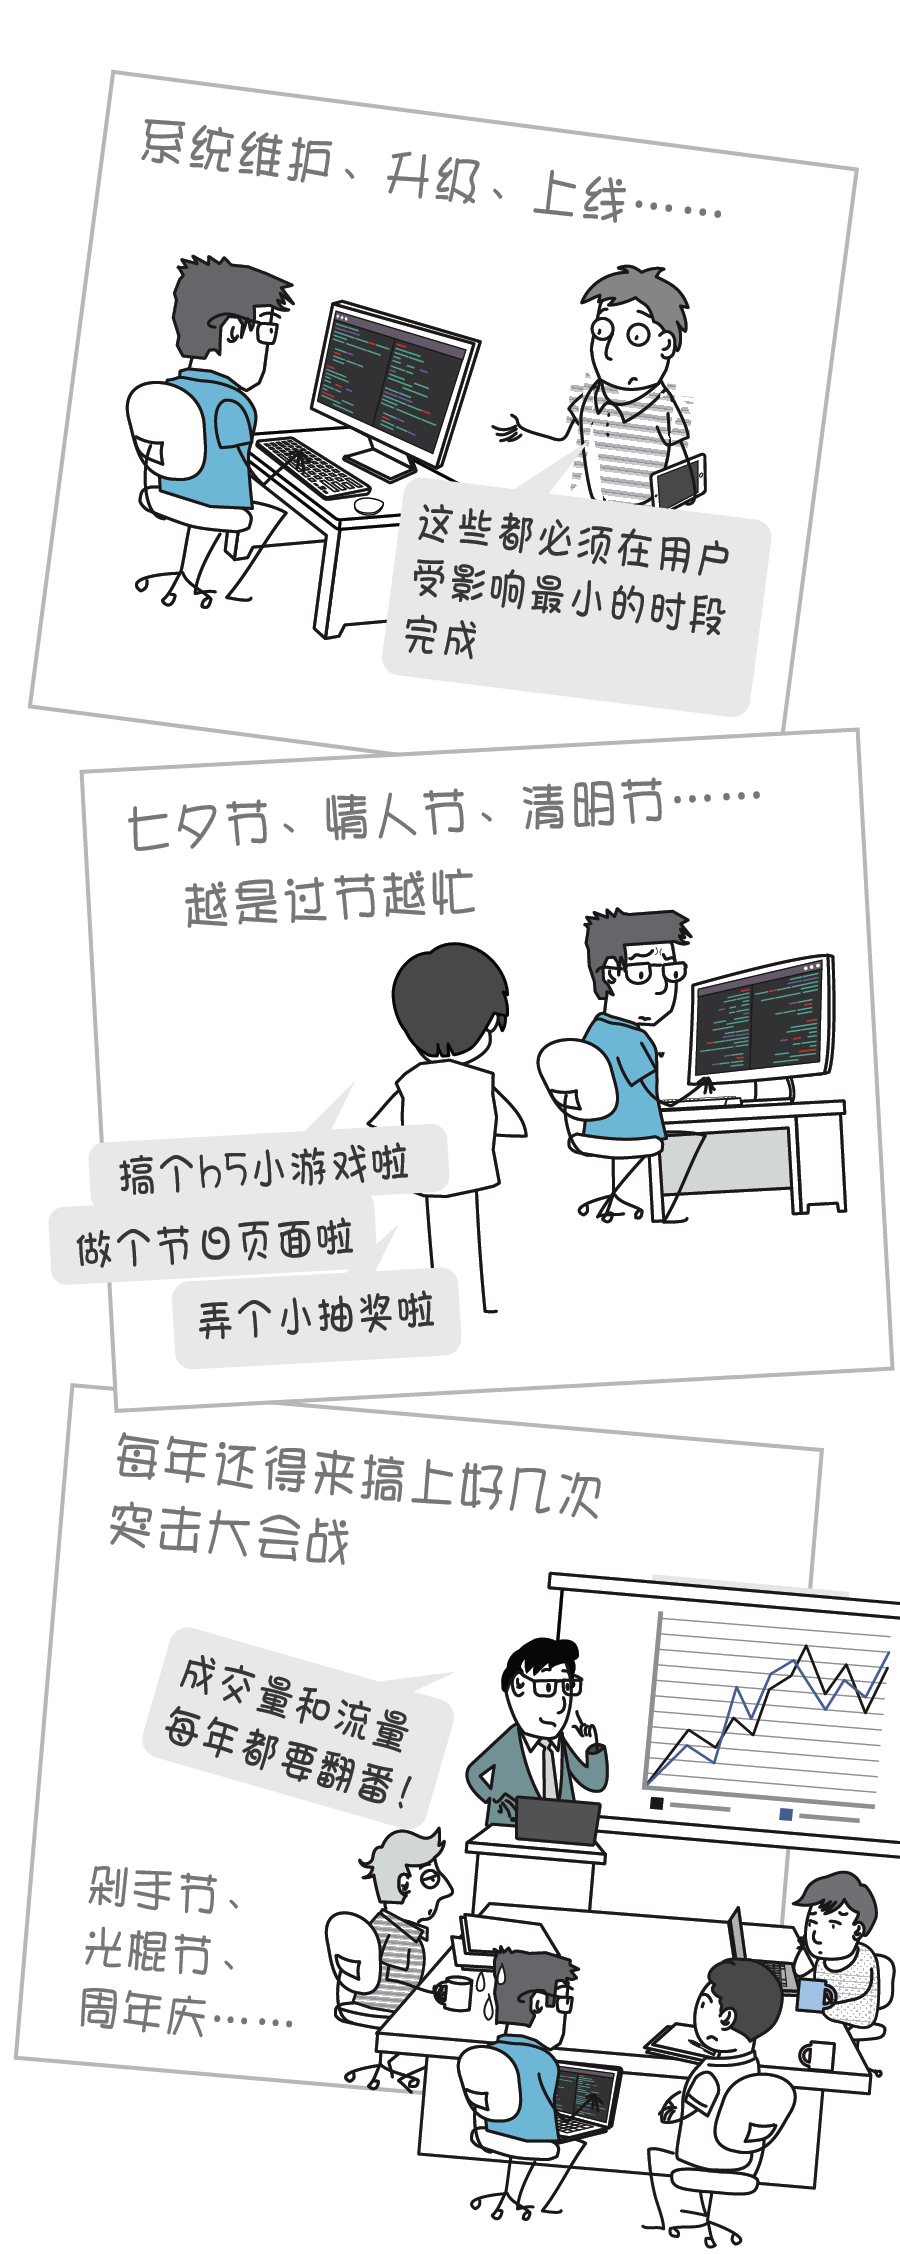 系统维护、升级、上线……
这些都必须在用户
受影响最小的时段
完成
七夕节、情人节、清明节……
越是过节越忙
搞个h5小游戏啦
做个节日页面啦
弄个小抽奖啦
每年还得来搞上好几次
突击大会战
成交量和流量
每年都要翻番！
剁手节、
光棍节、
周年庆……